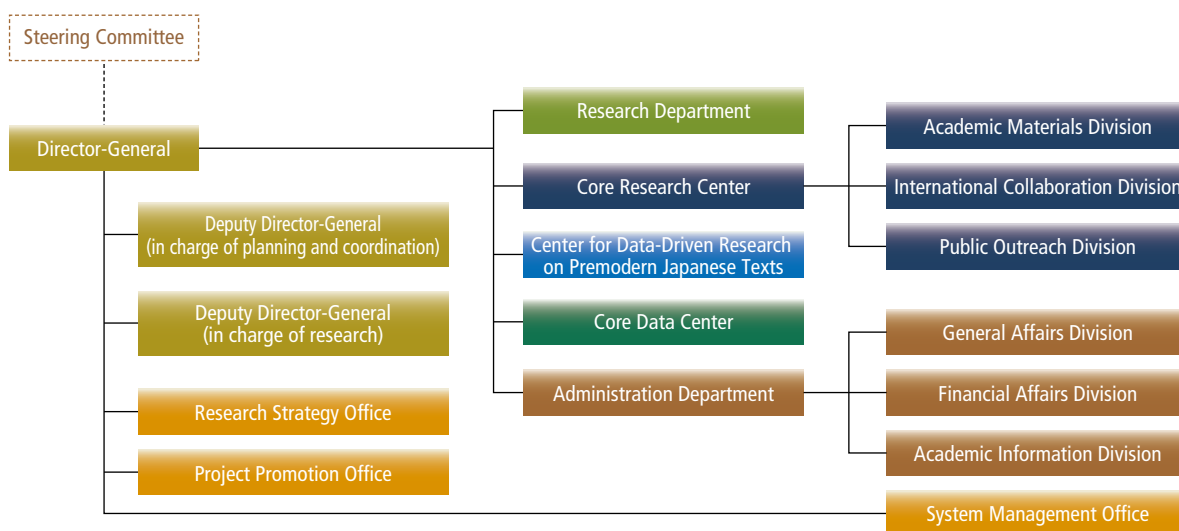 Steering Committee
Director-General
Deputy Director-General
(in charge of planning and coordination)
Deputy Director-General
(in charge of research)
Research Strategy Office
Project Promotion Office
Research Department
Core Research Center
Center for Data-Driven Research
on Premodern Japanese Texts
Core Data Center
Administration Department
Academic Materials Division
International Collaboration Division
Public Outreach Division
General Affairs Division
Financial Affairs Division
Academic Information Division
System Management Office